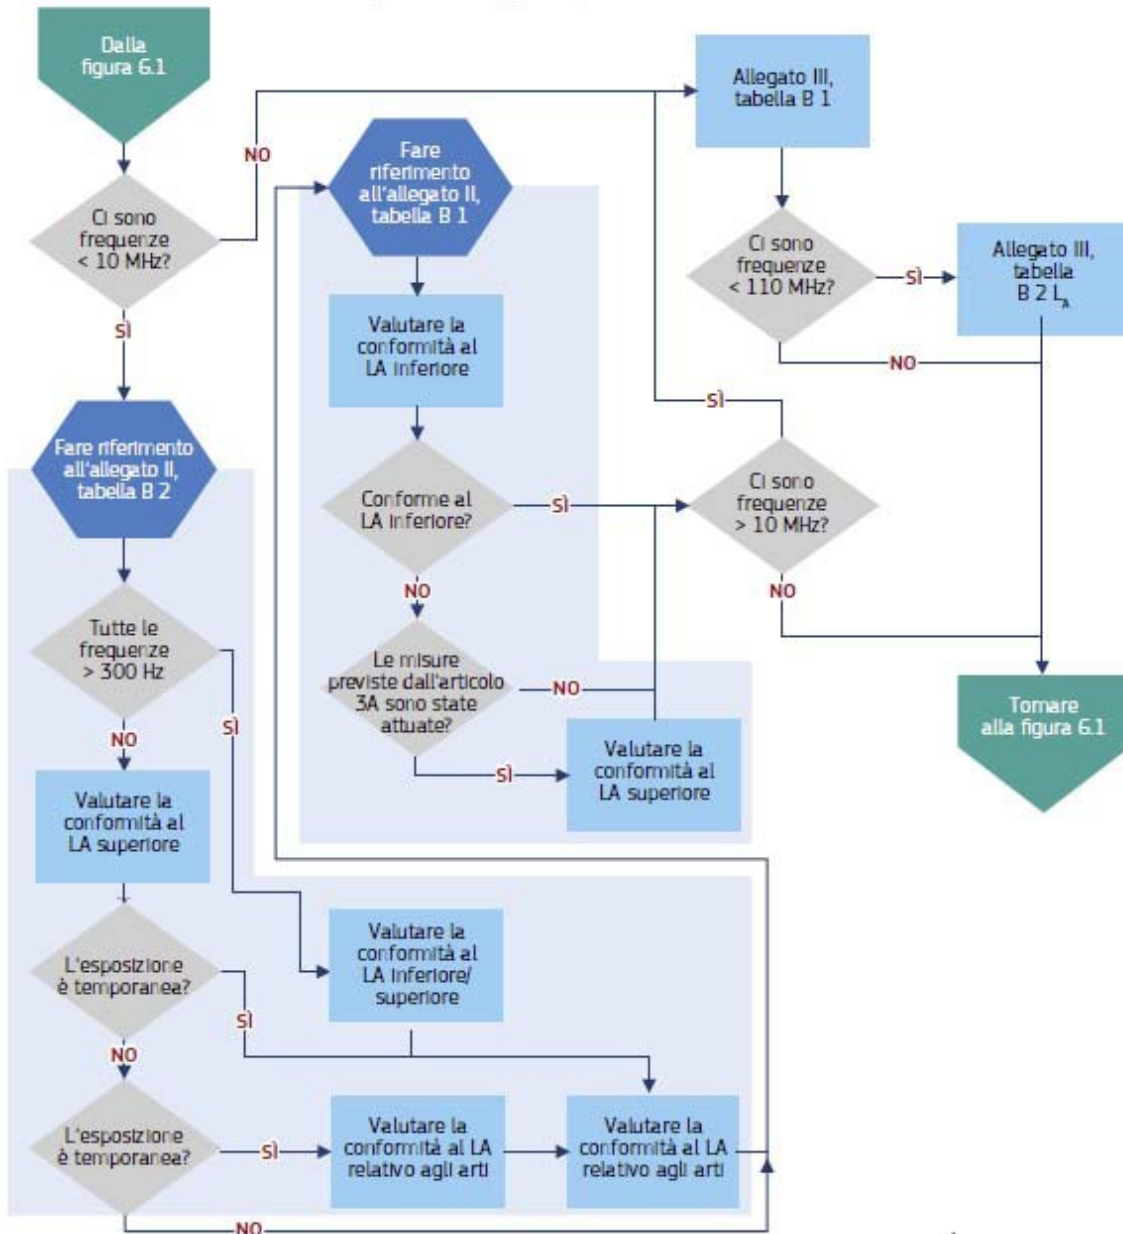 Dalla
figura 6.1
Ci sono
frequenze
< 10 MHz?
NO
SÌ
Fare riferimento
all'allegato II,
tabella B 2
Tutte le
frequenze
> 300 Hz
SÌ
NO
Valutare la
conformità al
LA superiore
L'esposizione
è temporanea?
SÌ
NO
L'esposizione
è temporanea?
SÌ
NO
Valutare la
conformità al
LA inferiore/
superiore
Valutare la
conformità al LA
relativo agli arti
Valutare la
conformità al LA
relativo agli arti
Fare
riferimento
all'allegato II,
tabella B 1
Valutare la
conformità al
LA inferiore
Conforme al
LA inferiore?
SÌ
NO
Le misure
previste dall'articolo
3A sono state
attuate?
NO
SÌ
Valutare la
conformità al
LA superiore
Ci sono
frequenze
> 10 MHz?
SÌ
NO
Allegato III,
tabella B 1
Ci sono
frequenze
< 110 MHz?
SÌ
NO
Allegato III,
tabella
B 2 L_A
Tornare
alla figura 6.1